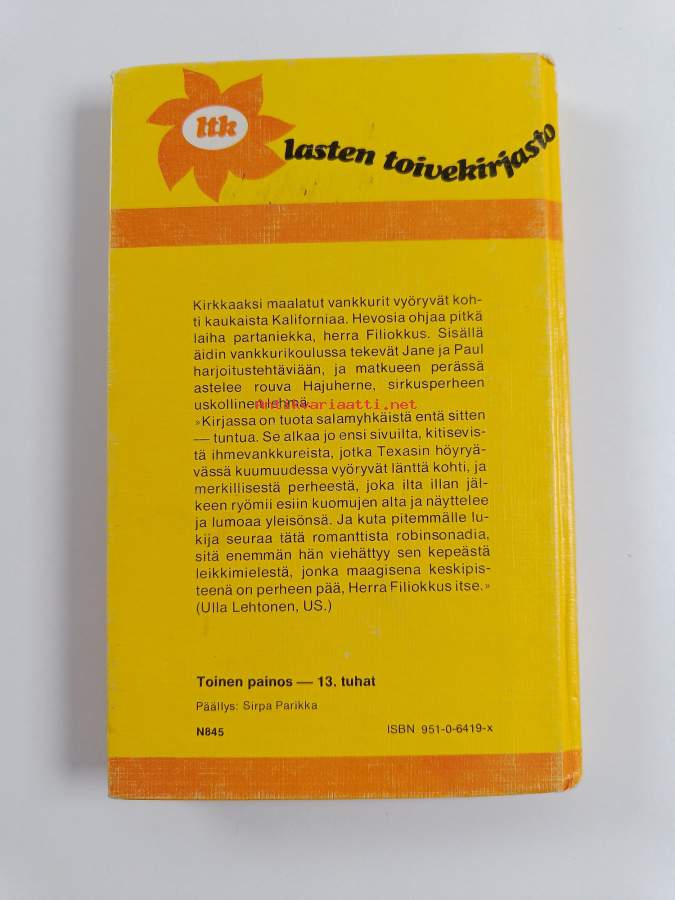 ltk
lasten toivekirjasto
Kirkkaaksi maalatut vankkurit vyöryvät koh-
ti kaukaista Kaliforniaa. Hevosia ohjaa pitkä
laiha partaniekka, herra Filiokkus. Sisällä
äidin vankkurikoulussa tekevät Jane ja Paul
harjoitustehtäviään, ja matkueen perässä
astelee rouva Hajuherne, sirkusperheen
uskollinen lehmä.
Antikvariaatti.net
»Kirjassa on tuota salamyhkäistä entä sitten
— tuntua. Se alkaa jo ensi sivuilta, kitisevis-
tä ihmevankkureista, jotka Texasin höyryä-
vässä kuumuudessa vyöryvät länttä kohti, ja
merkillisestä perheestä, joka ilta illan jäl-
keen ryömii esiin kuomujen alta ja näyttelee
ja lumoaa yleisönsä. Ja kuta pitemmälle lu-
kija seuraa tätä romanttista robinsonadia,
sitä enemmän hän viehättyy sen kepeästä
leikkimielestä, jonka maagisena keskipis-
teenä on perheen pää, Herra Filiokkus itse.»
(Ulla Lehtonen, US.)
Toinen painos — 13. tuhat
Päällys: Sirpa Parikka
N845 ISBN 951-0-6419-x